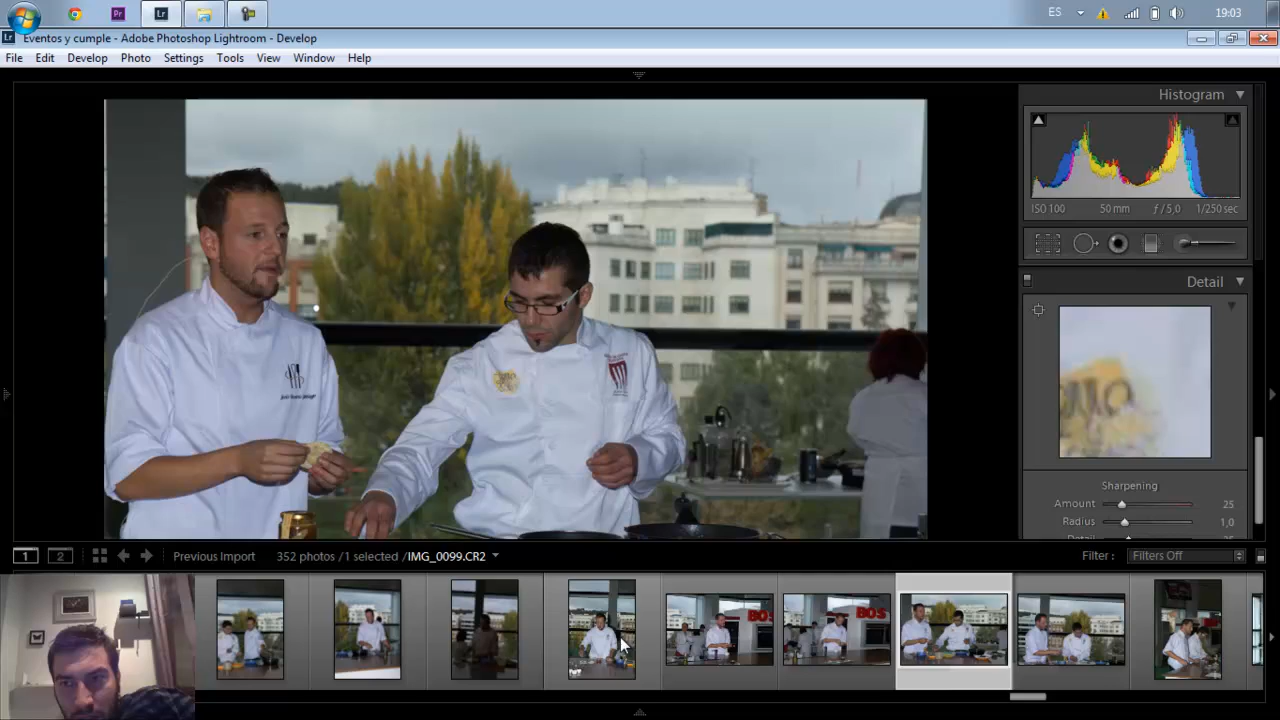 ES
19:03
Eventos y cumple - Adobe Photoshop Lightroom - Develop
File Edit Develop Photo Settings Tools View Window Help
Histogram
ISO 100 50 mm ƒ / 5,0 1/250 sec
Detail
Sharpening
Amount 25
Radius 1,0
1 2 Previous Import 352 photos / 1 selected / IMG_0099.CR2 Filter : Filters Off
BOS
BOS